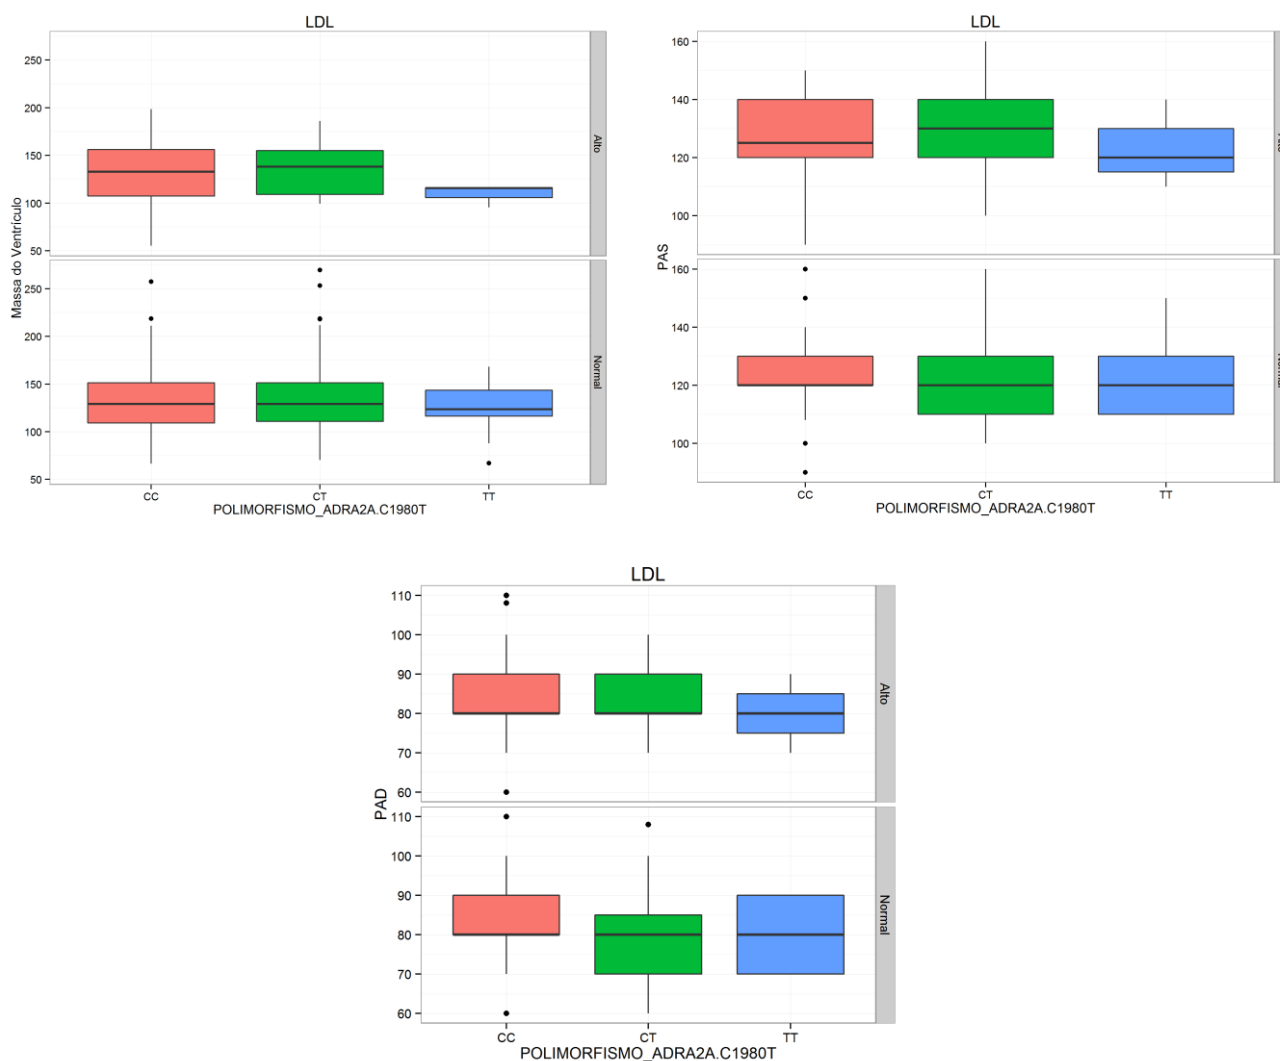 LDL
Massa do Ventrículo
250
200
150
100
50
Alto
250
200
150
100
50
Normal
CC CT TT
POLIMORFISMO_ADRA2A.C1980T
LDL
PAS
160
140
120
100
Alto
160
140
120
100
Normal
CC CT TT
POLIMORFISMO_ADRA2A.C1980T
LDL
PAD
110
100
90
80
70
60
Alto
110
100
90
80
70
60
Normal
CC CT TT
POLIMORFISMO_ADRA2A.C1980T